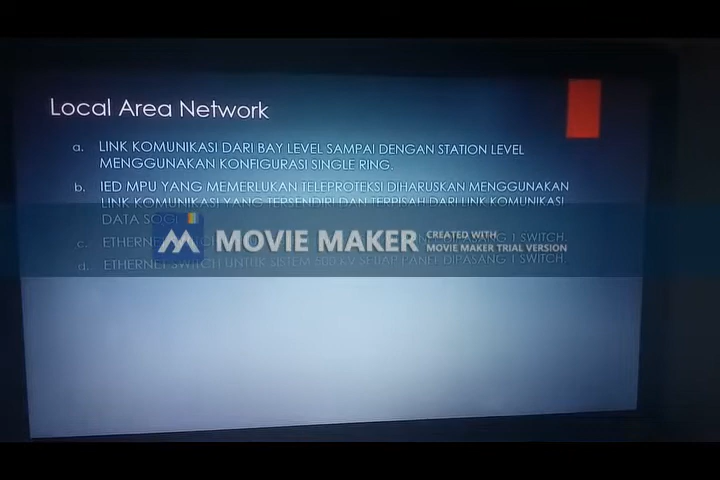 Local Area Network
a. LINK KOMUNIKASI DARI BAY LEVEL SAMPAI DENGAN STATION LEVEL
MENGGUNAKAN KONFIGURASI SINGLE RING.
b. IED MPU YANG MEMERLUKAN TELEPROTEKSI DIHARUSKAN MENGGUNAKAN
LINK KOMUNIKASI YANG TERSENDIRI DAN TERPISAH DARI LINK KOMUNIKASI
DATA SOGI
c. ETHERNET 1 SWITCH.
d. ETHERNET SWITCH UNTUK SISTEM 500 KV SETIAP PANEL DIPASANG 1 SWITCH.
MOVIE MAKER
CREATED WITH
MOVIE MAKER TRIAL VERSION